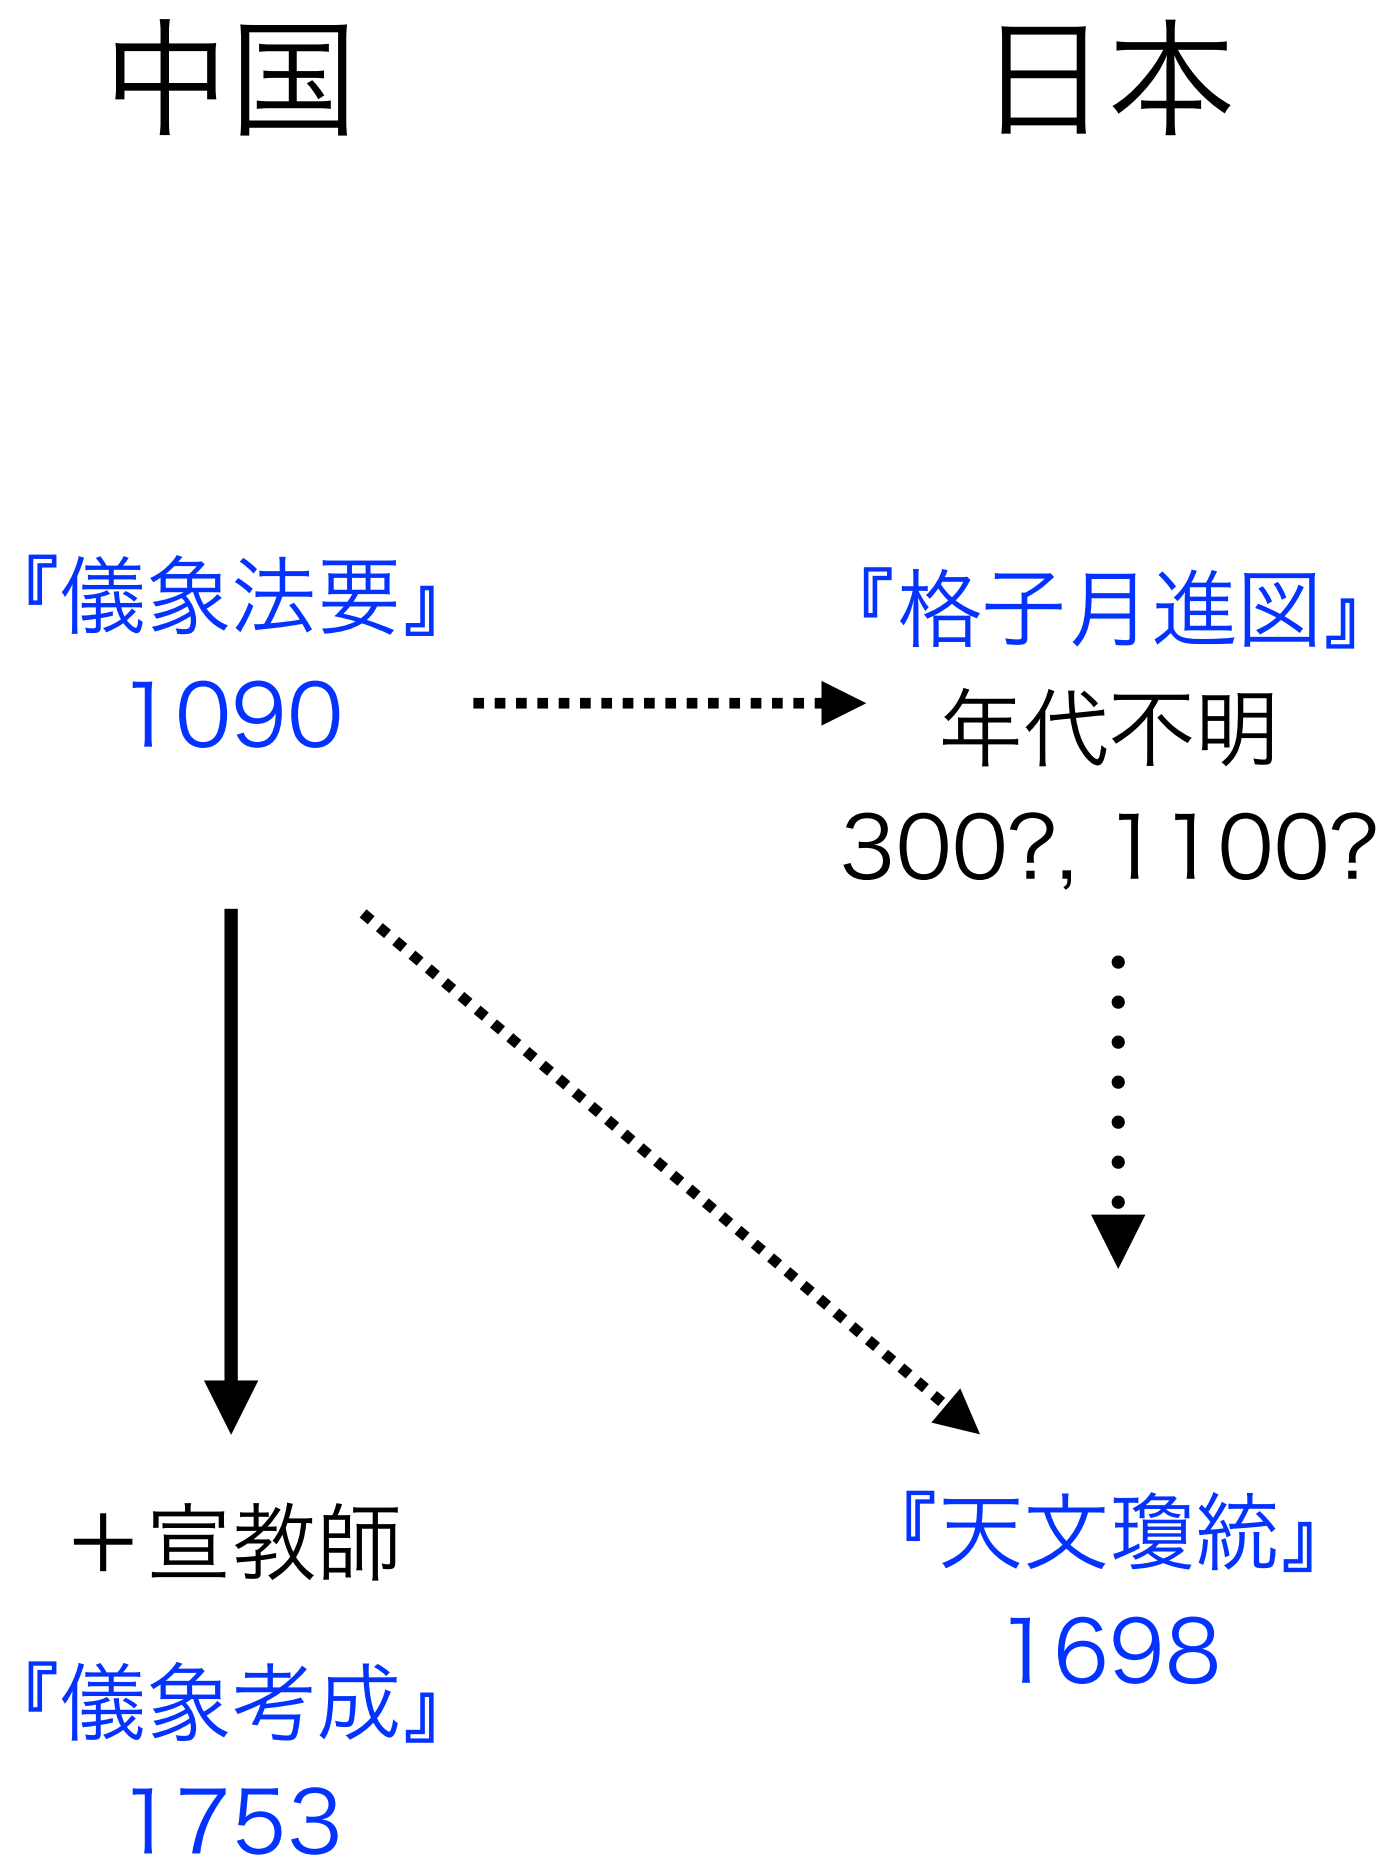 中国
日本
『儀象法要』
1090
『格子月進図』
年代不明
300?, 1100?
＋宣教師
『儀象考成』
1753
『天文瓊統』
1698